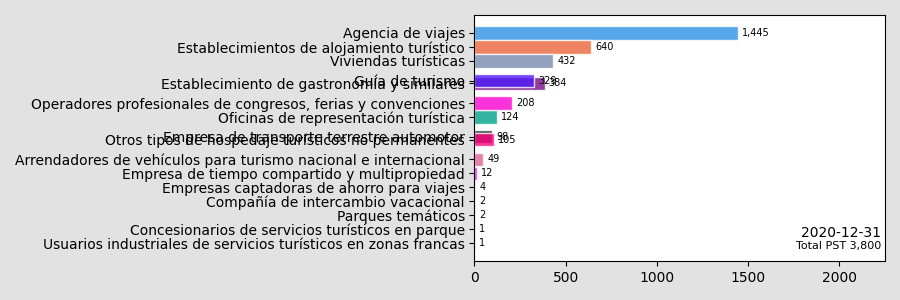 Agencia de viajes 1,445
Establecimientos de alojamiento turístico 640
Viviendas turísticas 432
Guía de turismo 329
Establecimiento de gastronomía y similares 384
Operadores profesionales de congresos, ferias y convenciones 208
Oficinas de representación turística 124
Empresa de transporte terrestre automotor 98
Otros tipos de hospedaje turísticos no permanentes 105
Arrendadores de vehículos para turismo nacional e internacional 49
Empresa de tiempo compartido y multipropiedad 12
Empresas captadoras de ahorro para viajes 4
Compañía de intercambio vacacional 2
Parques temáticos 2
Concesionarios de servicios turísticos en parque 1
2020-12-31
Usuarios industriales de servicios turísticos en zonas francas 1
Total PST 3,800
0 500 1000 1500 2000